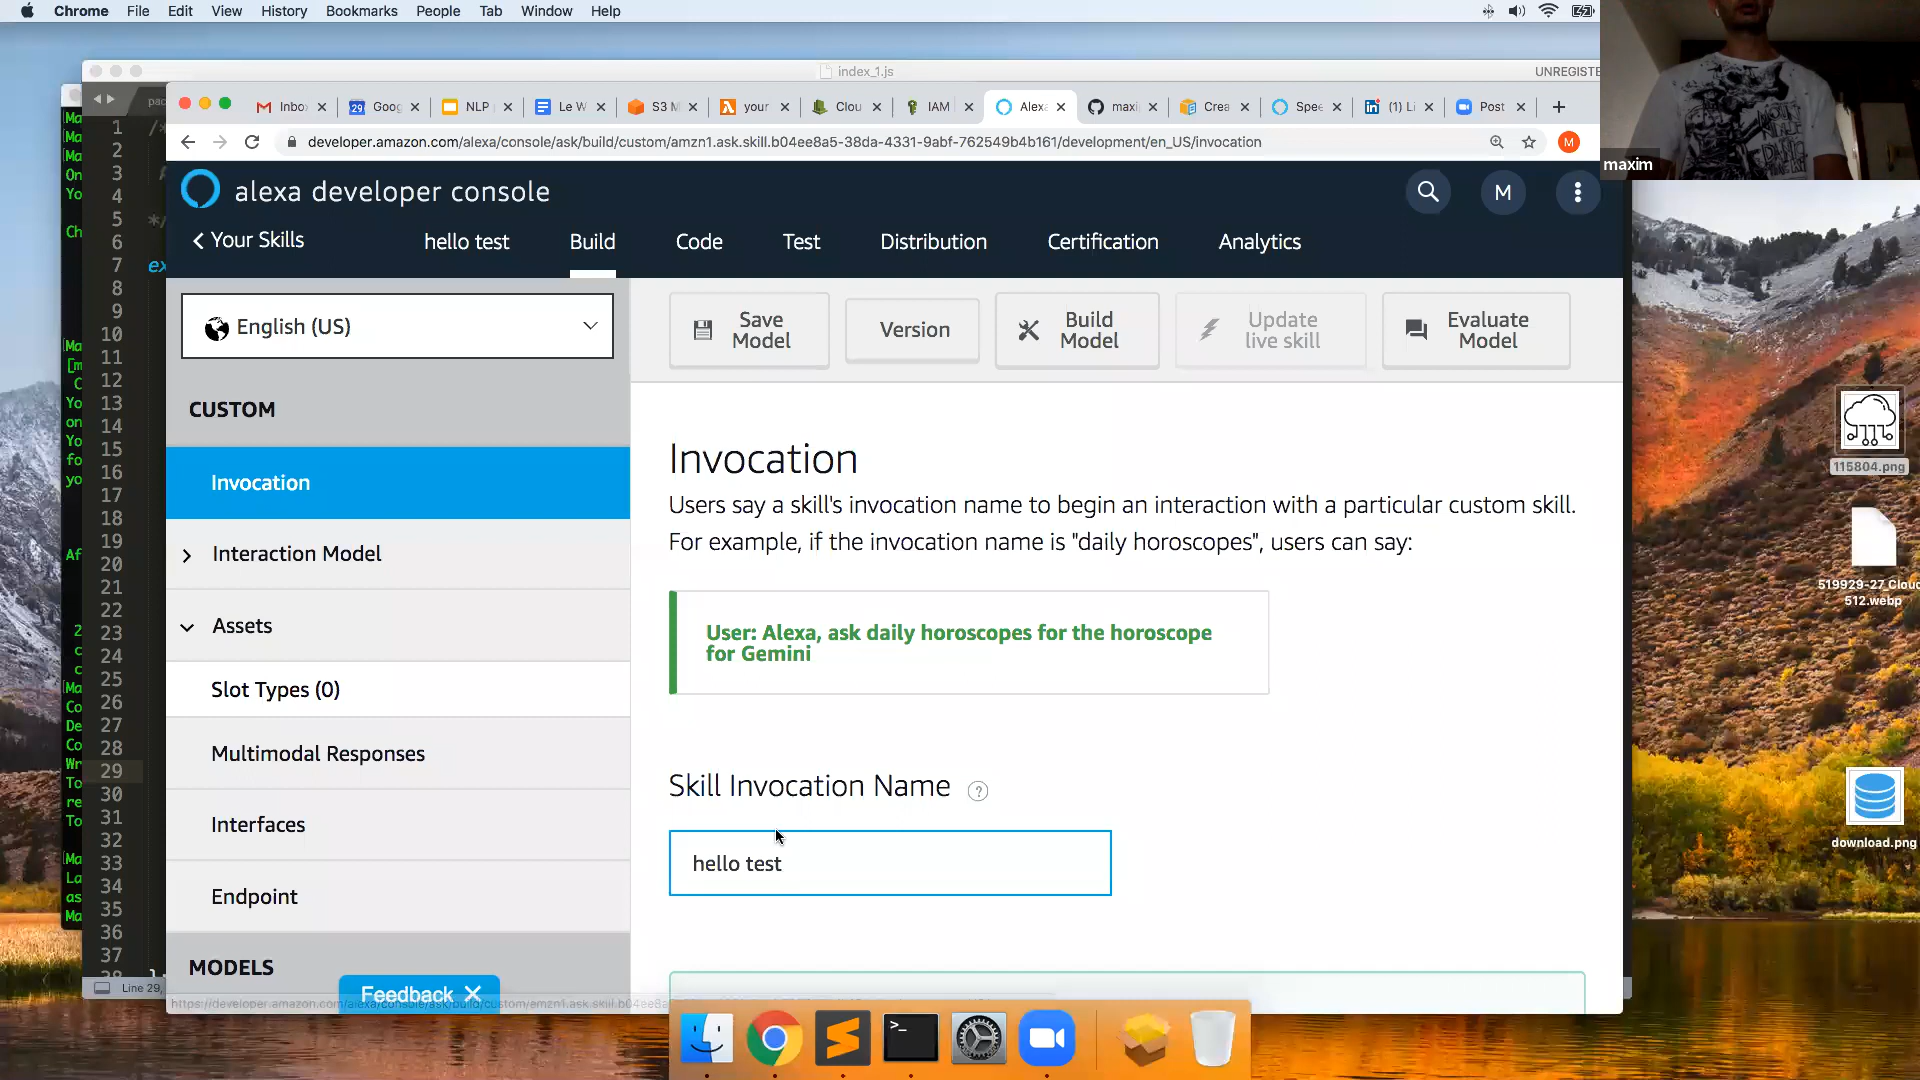 Chrome File Edit View History Bookmarks People Tab Window Help
index_1.js
UNREGISTE
Inbo
29 Goog
NLP
Le W
S3 M
your
Clou
IAM
Alexa
maxi
Crea
Spee
(1) Li
Post
developer.amazon.com/alexa/console/ask/build/custom/amzn1.ask.skill.b04ee8a5-38da-4331-9abf-762549b4b161/development/en_US/invocation
M
maxim
alexa developer console
M
Your Skills
hello test
Build
Code
Test
Distribution
Certification
Analytics
English (US)
Save
Model
Version
Build
Model
Update
live skill
Evaluate
Model
CUSTOM
Invocation
Interaction Model
Assets
Slot Types (0)
Multimodal Responses
Interfaces
Endpoint
MODELS
Feedback
Invocation
Users say a skill's invocation name to begin an interaction with a particular custom skill.
For example, if the invocation name is "daily horoscopes", users can say:
User: Alexa, ask daily horoscopes for the horoscope
for Gemini
Skill Invocation Name
?
hello test
1
2
3
4
5
6
7
8
9
10
11
12
13
14
15
16
17
18
19
20
21
22
23
24
25
26
27
28
29
30
31
32
33
34
35
36
37
Line 29,
115804.png
519929-27 Clou
512.webp
download.png